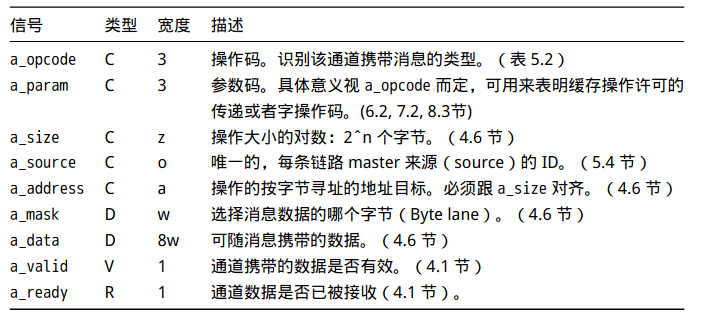 信号 类型 宽度 描述
a_opcode C 3 操作码。识别该通道携带消息的类型。（表 5.2）
a_param C 3 参数码。具体意义视 a_opcode 而定，可用来表明缓存操作许可的
传递或者字操作码。(6.2, 7.2, 8.3节)
a_size C z 操作大小的对数：2^n 个字节。（4.6 节）
a_source C o 唯一的，每条链路 master 来源（source）的 ID。（5.4 节）
a_address C a 操作的按字节寻址的地址目标。必须跟 a_size 对齐。（4.6 节）
a_mask D w 选择消息数据的哪个字节（Byte lane）。（4.6 节）
a_data D 8w 可随消息携带的数据。（4.6 节）
a_valid V 1 通道携带的数据是否有效。（4.1 节）
a_ready R 1 通道数据是否已被接收（4.1 节）。